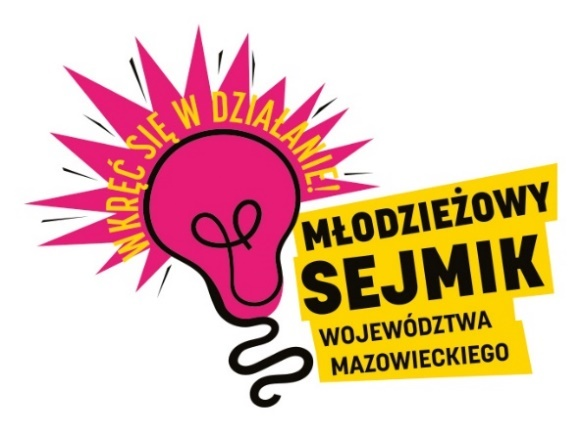 WKRĘĆ SIĘ W DZIAŁANIE!
MŁODZIEŻOWY
SEJMIK
WOJEWÓDZTWA
MAZOWIECKIEGO